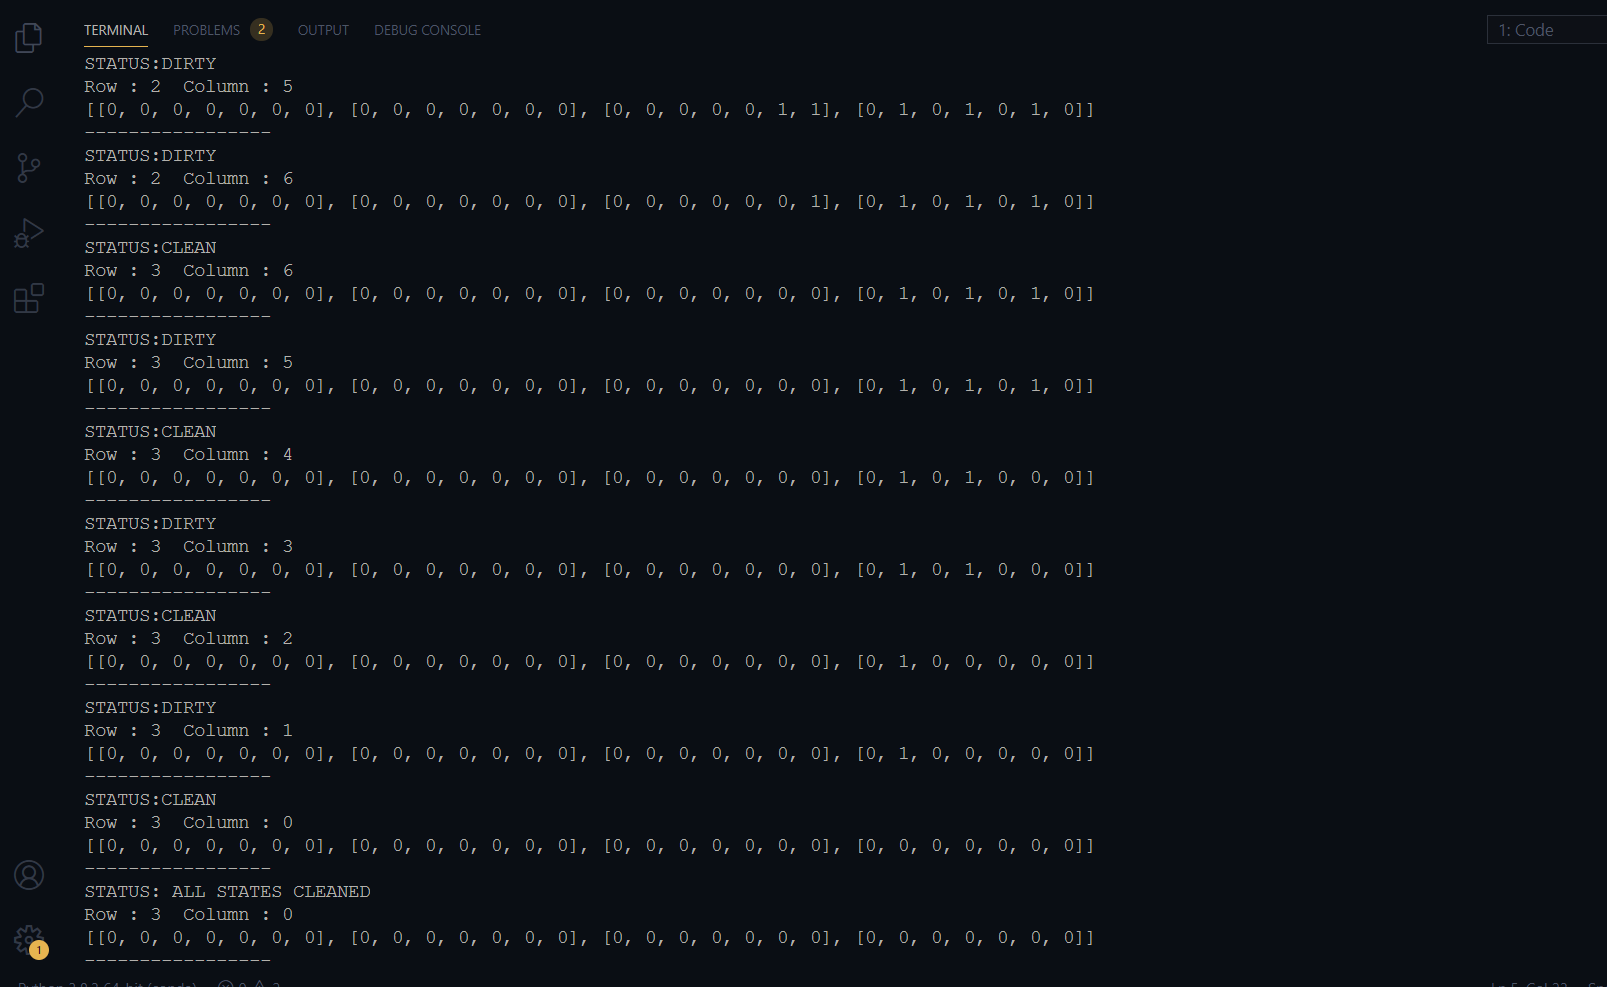 TERMINAL PROBLEMS 2 OUTPUT DEBUG CONSOLE 1: Code
STATUS:DIRTY
Row : 2  Column : 5
[[0, 0, 0, 0, 0, 0, 0], [0, 0, 0, 0, 0, 0, 0], [0, 0, 0, 0, 0, 1, 1], [0, 1, 0, 1, 0, 1, 0]]
-----------------
STATUS:DIRTY
Row : 2  Column : 6
[[0, 0, 0, 0, 0, 0, 0], [0, 0, 0, 0, 0, 0, 0], [0, 0, 0, 0, 0, 0, 1], [0, 1, 0, 1, 0, 1, 0]]
-----------------
STATUS:CLEAN
Row : 3  Column : 6
[[0, 0, 0, 0, 0, 0, 0], [0, 0, 0, 0, 0, 0, 0], [0, 0, 0, 0, 0, 0, 0], [0, 1, 0, 1, 0, 1, 0]]
-----------------
STATUS:DIRTY
Row : 3  Column : 5
[[0, 0, 0, 0, 0, 0, 0], [0, 0, 0, 0, 0, 0, 0], [0, 0, 0, 0, 0, 0, 0], [0, 1, 0, 1, 0, 1, 0]]
-----------------
STATUS:CLEAN
Row : 3  Column : 4
[[0, 0, 0, 0, 0, 0, 0], [0, 0, 0, 0, 0, 0, 0], [0, 0, 0, 0, 0, 0, 0], [0, 1, 0, 1, 0, 0, 0]]
-----------------
STATUS:DIRTY
Row : 3  Column : 3
[[0, 0, 0, 0, 0, 0, 0], [0, 0, 0, 0, 0, 0, 0], [0, 0, 0, 0, 0, 0, 0], [0, 1, 0, 1, 0, 0, 0]]
-----------------
STATUS:CLEAN
Row : 3  Column : 2
[[0, 0, 0, 0, 0, 0, 0], [0, 0, 0, 0, 0, 0, 0], [0, 0, 0, 0, 0, 0, 0], [0, 1, 0, 0, 0, 0, 0]]
-----------------
STATUS:DIRTY
Row : 3  Column : 1
[[0, 0, 0, 0, 0, 0, 0], [0, 0, 0, 0, 0, 0, 0], [0, 0, 0, 0, 0, 0, 0], [0, 1, 0, 0, 0, 0, 0]]
-----------------
STATUS:CLEAN
Row : 3  Column : 0
[[0, 0, 0, 0, 0, 0, 0], [0, 0, 0, 0, 0, 0, 0], [0, 0, 0, 0, 0, 0, 0], [0, 0, 0, 0, 0, 0, 0]]
-----------------
STATUS: ALL STATES CLEANED
Row : 3  Column : 0
[[0, 0, 0, 0, 0, 0, 0], [0, 0, 0, 0, 0, 0, 0], [0, 0, 0, 0, 0, 0, 0], [0, 0, 0, 0, 0, 0, 0]]
-----------------
1